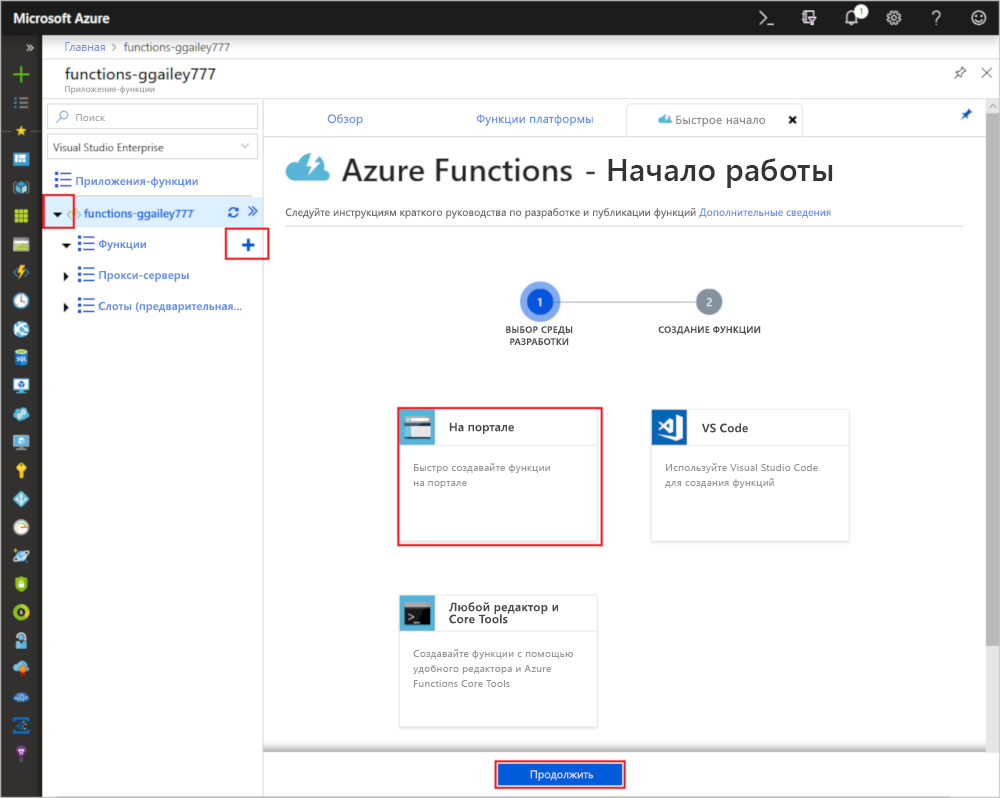 Microsoft Azure
1
Главная > functions-ggailey777
functions-ggailey777
Приложения-функции
Поиск
Visual Studio Enterprise
Приложения-функции
functions-ggailey777
Функции
Прокси-серверы
Слоты (предварительная...
Обзор
Функции платформы
Быстрое начало
Azure Functions - Начало работы
Следуйте инструкциям краткого руководства по разработке и публикации функций Дополнительные сведения
1
2
ВЫБОР СРЕДЫ
РАЗРАБОТКИ
СОЗДАНИЕ ФУНКЦИИ
На портале
Быстро создавайте функции
на портале
VS Code
Используйте Visual Studio Code
для создания функций
Любой редактор и
Core Tools
Создавайте функции с помощью
удобного редактора и Azure
Functions Core Tools
Продолжить